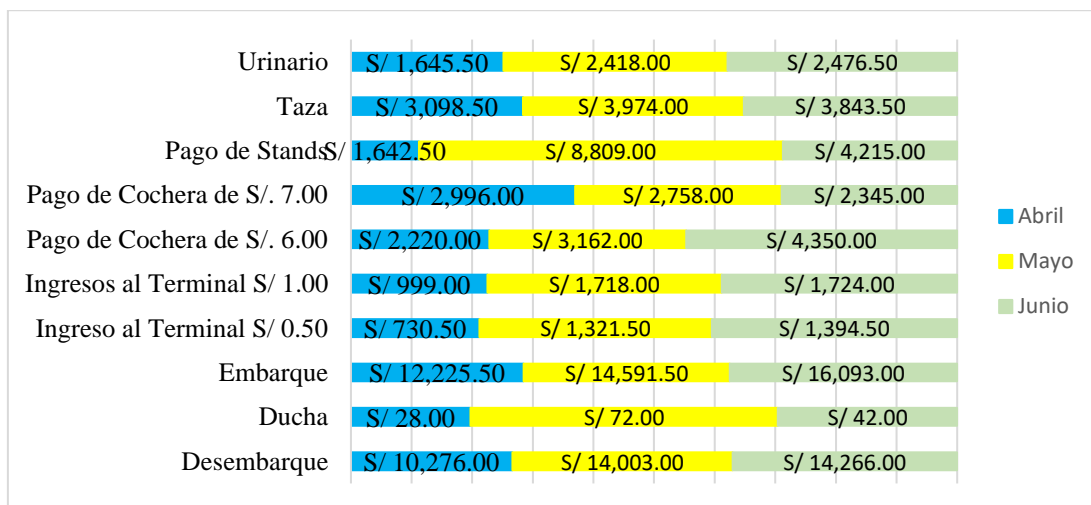 Urinario S/ 1,645.50 S/ 2,418.00 S/ 2,476.50
Taza S/ 3,098.50 S/ 3,974.00 S/ 3,843.50
Pago de Stands S/ 1,642.50 S/ 8,809.00 S/ 4,215.00
Pago de Cochera de S/. 7.00 S/ 2,996.00 S/ 2,758.00 S/ 2,345.00
Pago de Cochera de S/. 6.00 S/ 2,220.00 S/ 3,162.00 S/ 4,350.00
Ingresos al Terminal S/ 1.00 S/ 999.00 S/ 1,718.00 S/ 1,724.00
Ingreso al Terminal S/ 0.50 S/ 730.50 S/ 1,321.50 S/ 1,394.50
Embarque S/ 12,225.50 S/ 14,591.50 S/ 16,093.00
Ducha S/ 28.00 S/ 72.00 S/ 42.00
Desembarque S/ 10,276.00 S/ 14,003.00 S/ 14,266.00
Abril
Mayo
Junio